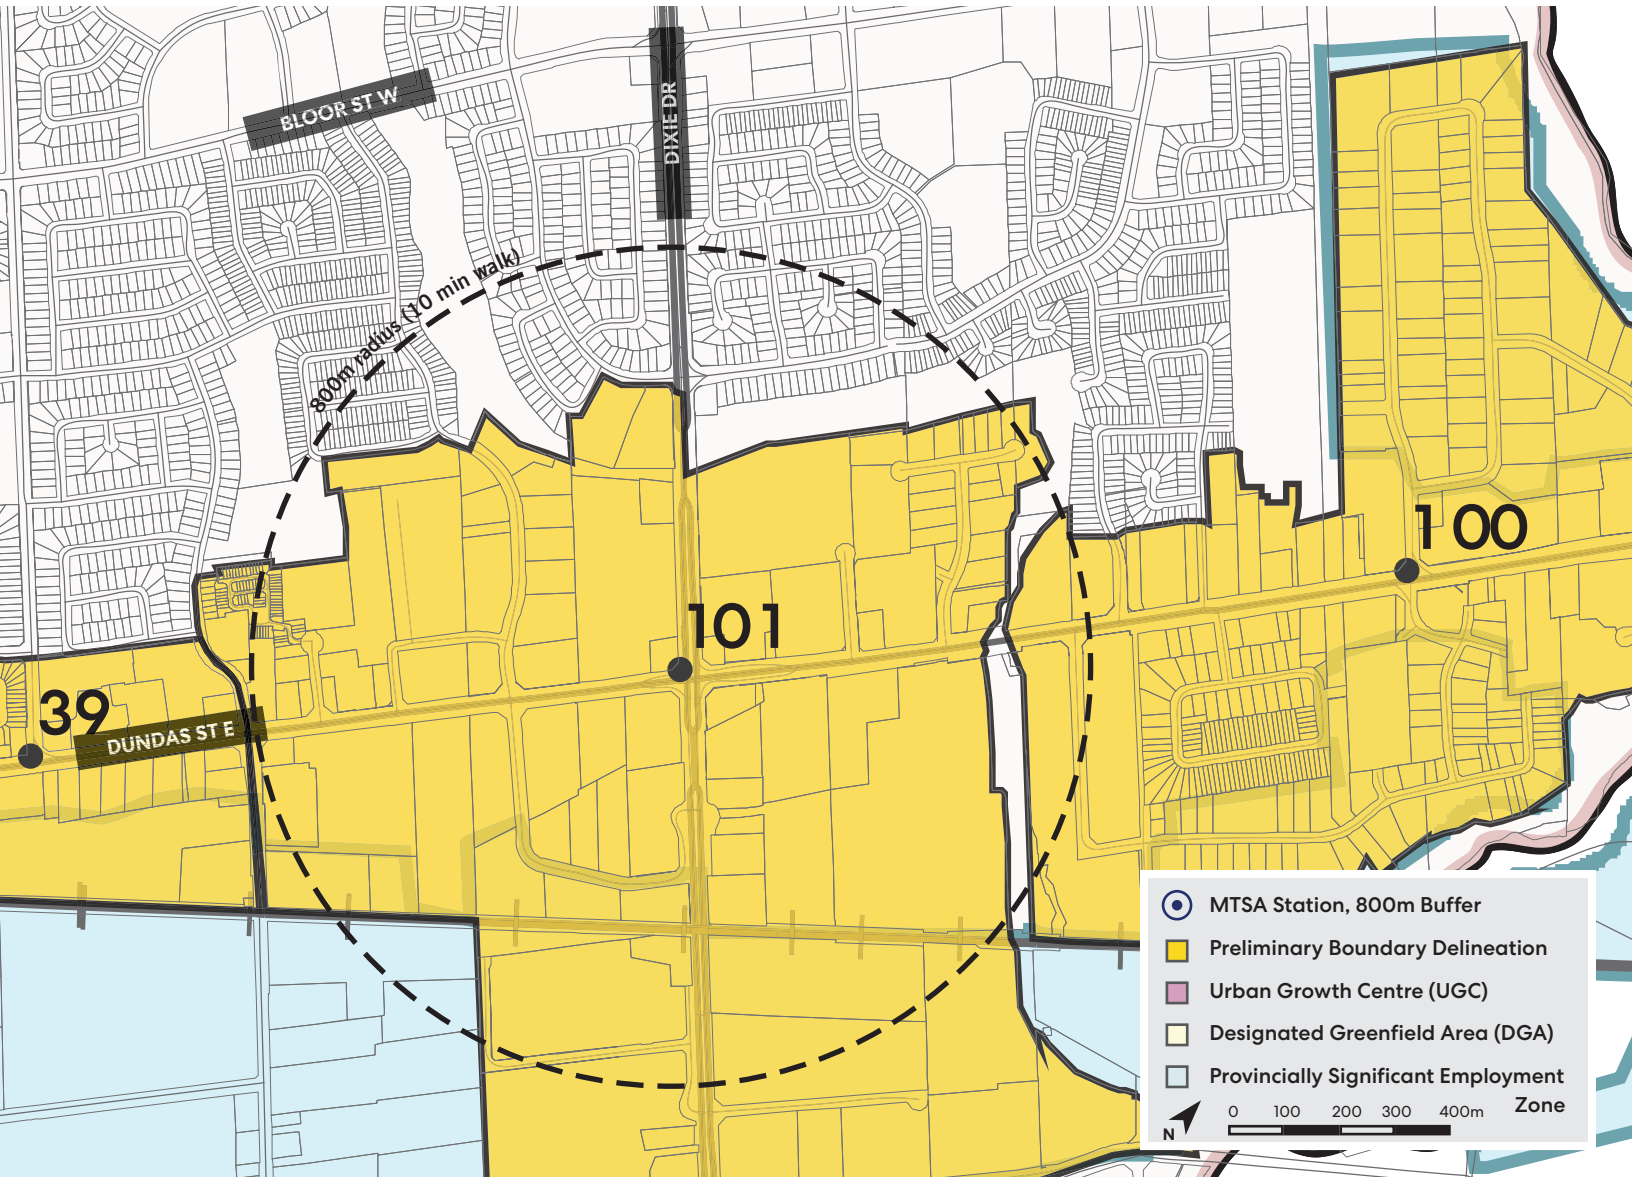 BLOOR ST W
DIXIE DR
800m radius (10 min walk)
100
101
39
DUNDAS ST E
MTSA Station, 800m Buffer
Preliminary Boundary Delineation
Urban Growth Centre (UGC)
Designated Greenfield Area (DGA)
Provincially Significant Employment
Zone
0 100 200 300 400m
N